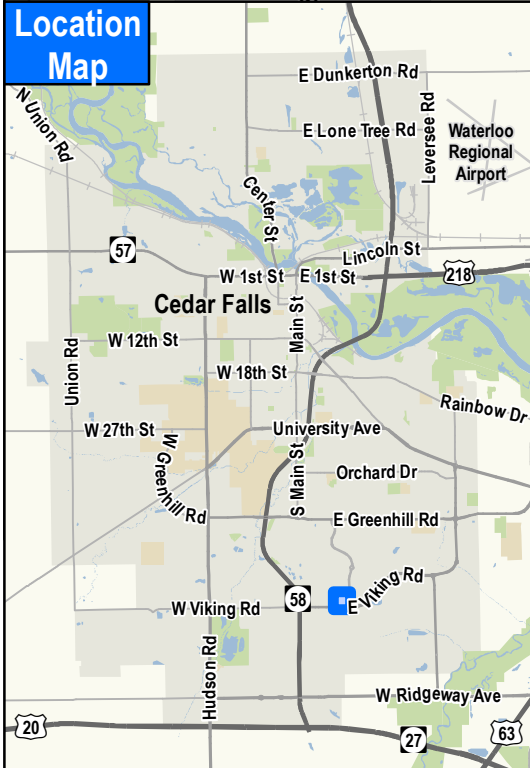 Location
Map
E Dunkerton Rd
N Union Rd
Leversee Rd
E Lone Tree Rd
Waterloo
Regional
Airport
Center St
57
Lincoln St
W 1st St
E 1st St
218
Cedar Falls
Main St
W 12th St
Union Rd
W 18th St
Rainbow Dr
W 27th St
University Ave
W Greenhill Rd
S Main St
Orchard Dr
E Greenhill Rd
58
E Viking Rd
W Viking Rd
Hudson Rd
W Ridgeway Ave
20
27
63